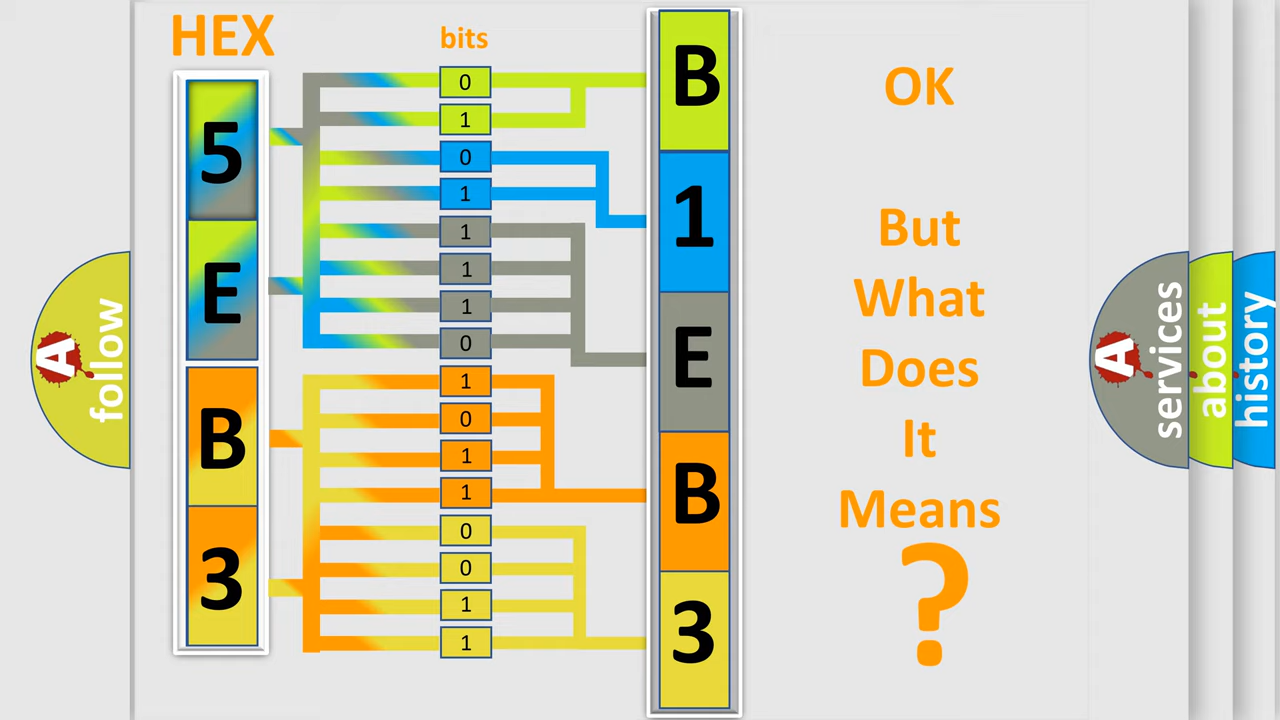 HEX
bits
5
E
B
3
0
1
0
1
1
1
1
0
1
0
1
1
0
0
1
1
B
1
E
B
3
OK
But
What
Does
It
Means
?
A
follow
A
services
about
history